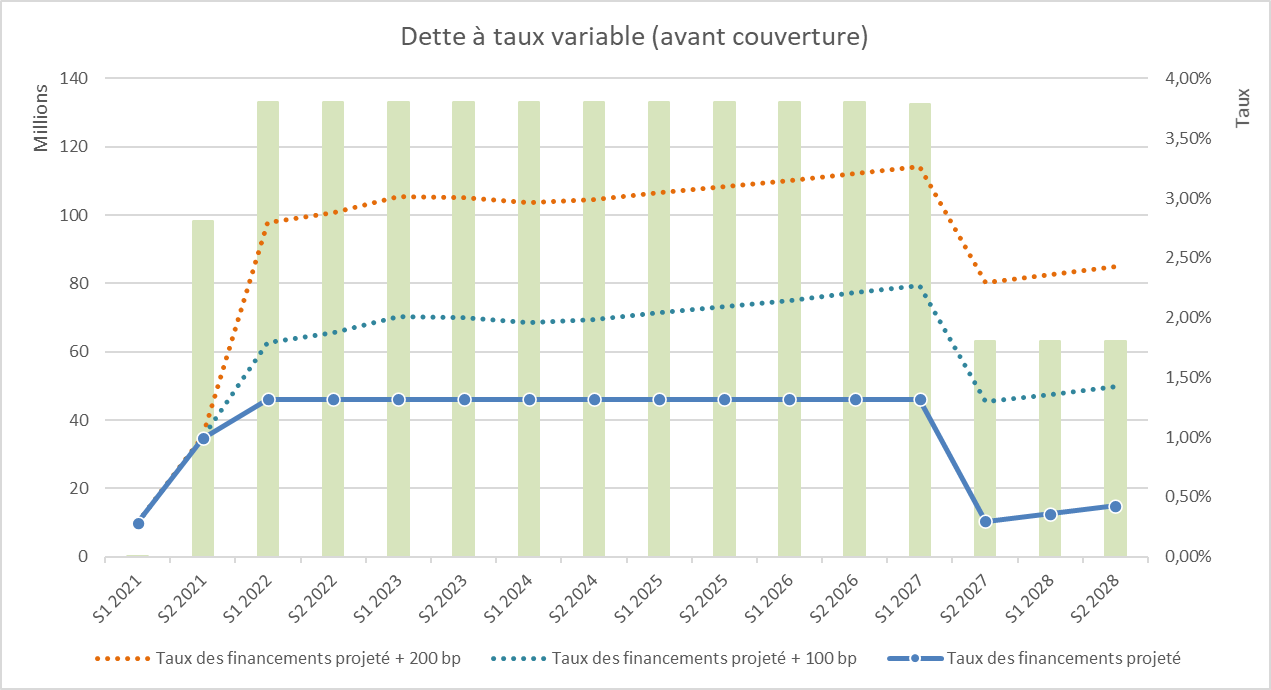 Dette à taux variable (avant couverture)
Millions
Taux
140
120
100
80
60
40
20
0
4,00%
3,50%
3,00%
2,50%
2,00%
1,50%
1,00%
0,50%
0,00%
S1 2021
S2 2021
S1 2022
S2 2022
S1 2023
S2 2023
S1 2024
S2 2024
S1 2025
S2 2025
S1 2026
S2 2026
S1 2027
S2 2027
S1 2028
S2 2028
Taux des financements projeté + 200 bp
Taux des financements projeté + 100 bp
Taux des financements projeté